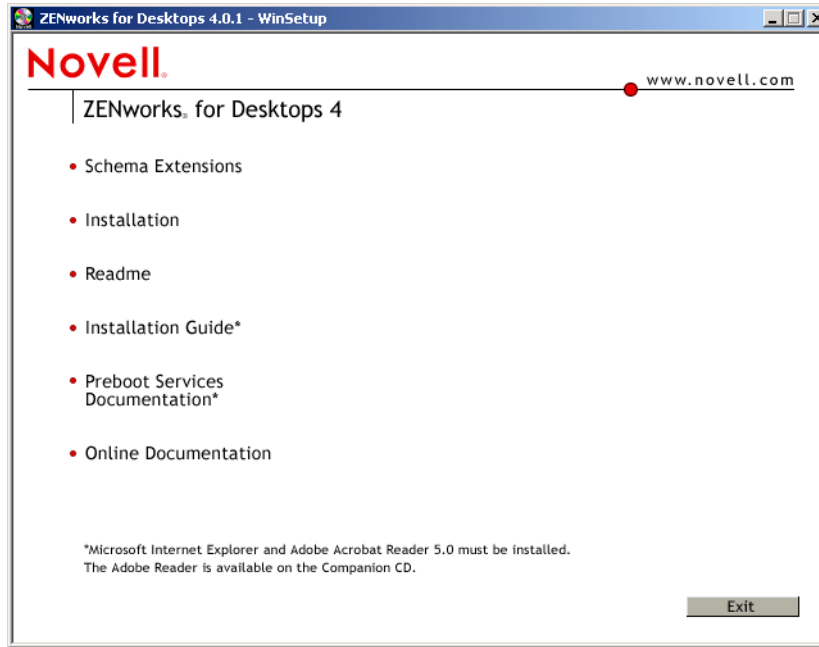 ZENworks for Desktops 4.0.1 - WinSetup
Novell®
www.novell.com
ZENworks® for Desktops 4
• Schema Extensions
• Installation
• Readme
• Installation Guide*
• Preboot Services
Documentation*
• Online Documentation
*Microsoft Internet Explorer and Adobe Acrobat Reader 5.0 must be installed.
The Adobe Reader is available on the Companion CD.
Exit